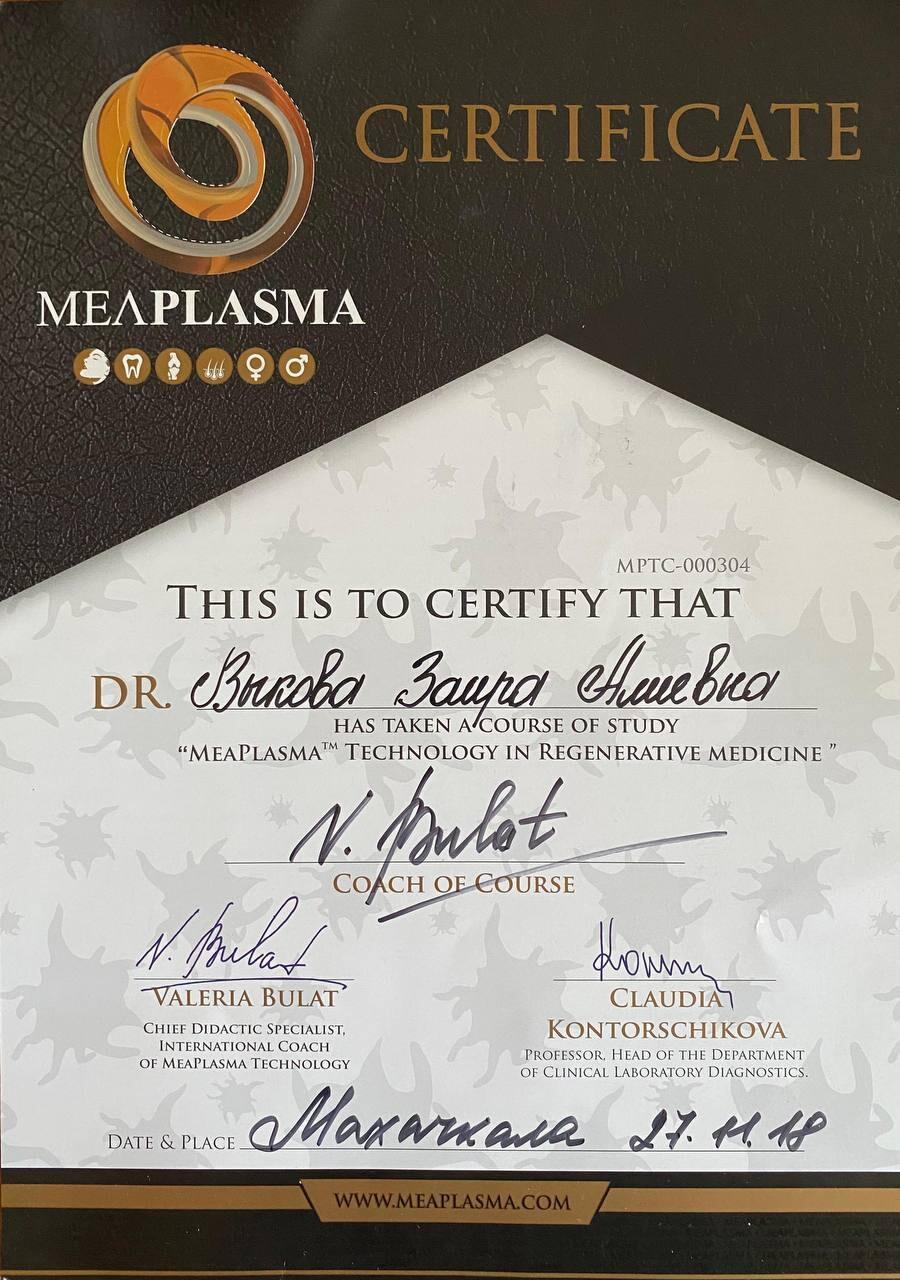 CERTIFICATE
MEΛPLASMA
MPTC-000304
THIS IS TO CERTIFY THAT
DR. Выкова Заира Алиевна
HAS TAKEN A COURSE OF STUDY
“MEAPLASMA™ TECHNOLOGY IN REGENERATIVE MEDICINE”
V. Bulat
COACH OF COURSE
V. Bulat
VALERIA BULAT
CHIEF DIDACTIC SPECIALIST,
INTERNATIONAL COACH
OF MEAPLASMA TECHNOLOGY
CLAUDIA
KONTORSCHIKOVA
PROFESSOR, HEAD OF THE DEPARTMENT
OF CLINICAL LABORATORY DIAGNOSTICS.
DATE & PLACE Махачкала 27.11.18
WWW.MEAPLASMA.COM